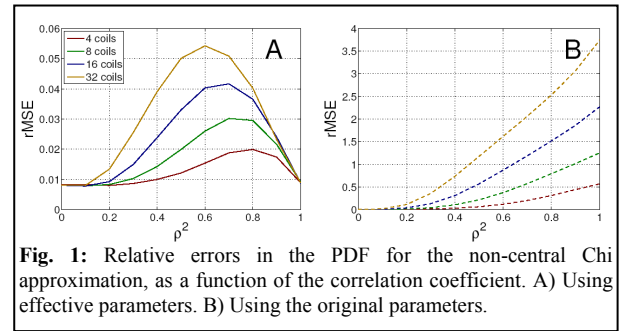 A
4 coils
8 coils
16 coils
32 coils
rMSE
0.06
0.05
0.04
0.03
0.02
0.01
0
0 0.2 0.4 0.6 0.8 1
ρ²
B
rMSE
4
3.5
3
2.5
2
1.5
1
0.5
0
0 0.2 0.4 0.6 0.8 1
ρ²
Fig. 1: Relative errors in the PDF for the non-central Chi
approximation, as a function of the correlation coefficient. A) Using
effective parameters. B) Using the original parameters.